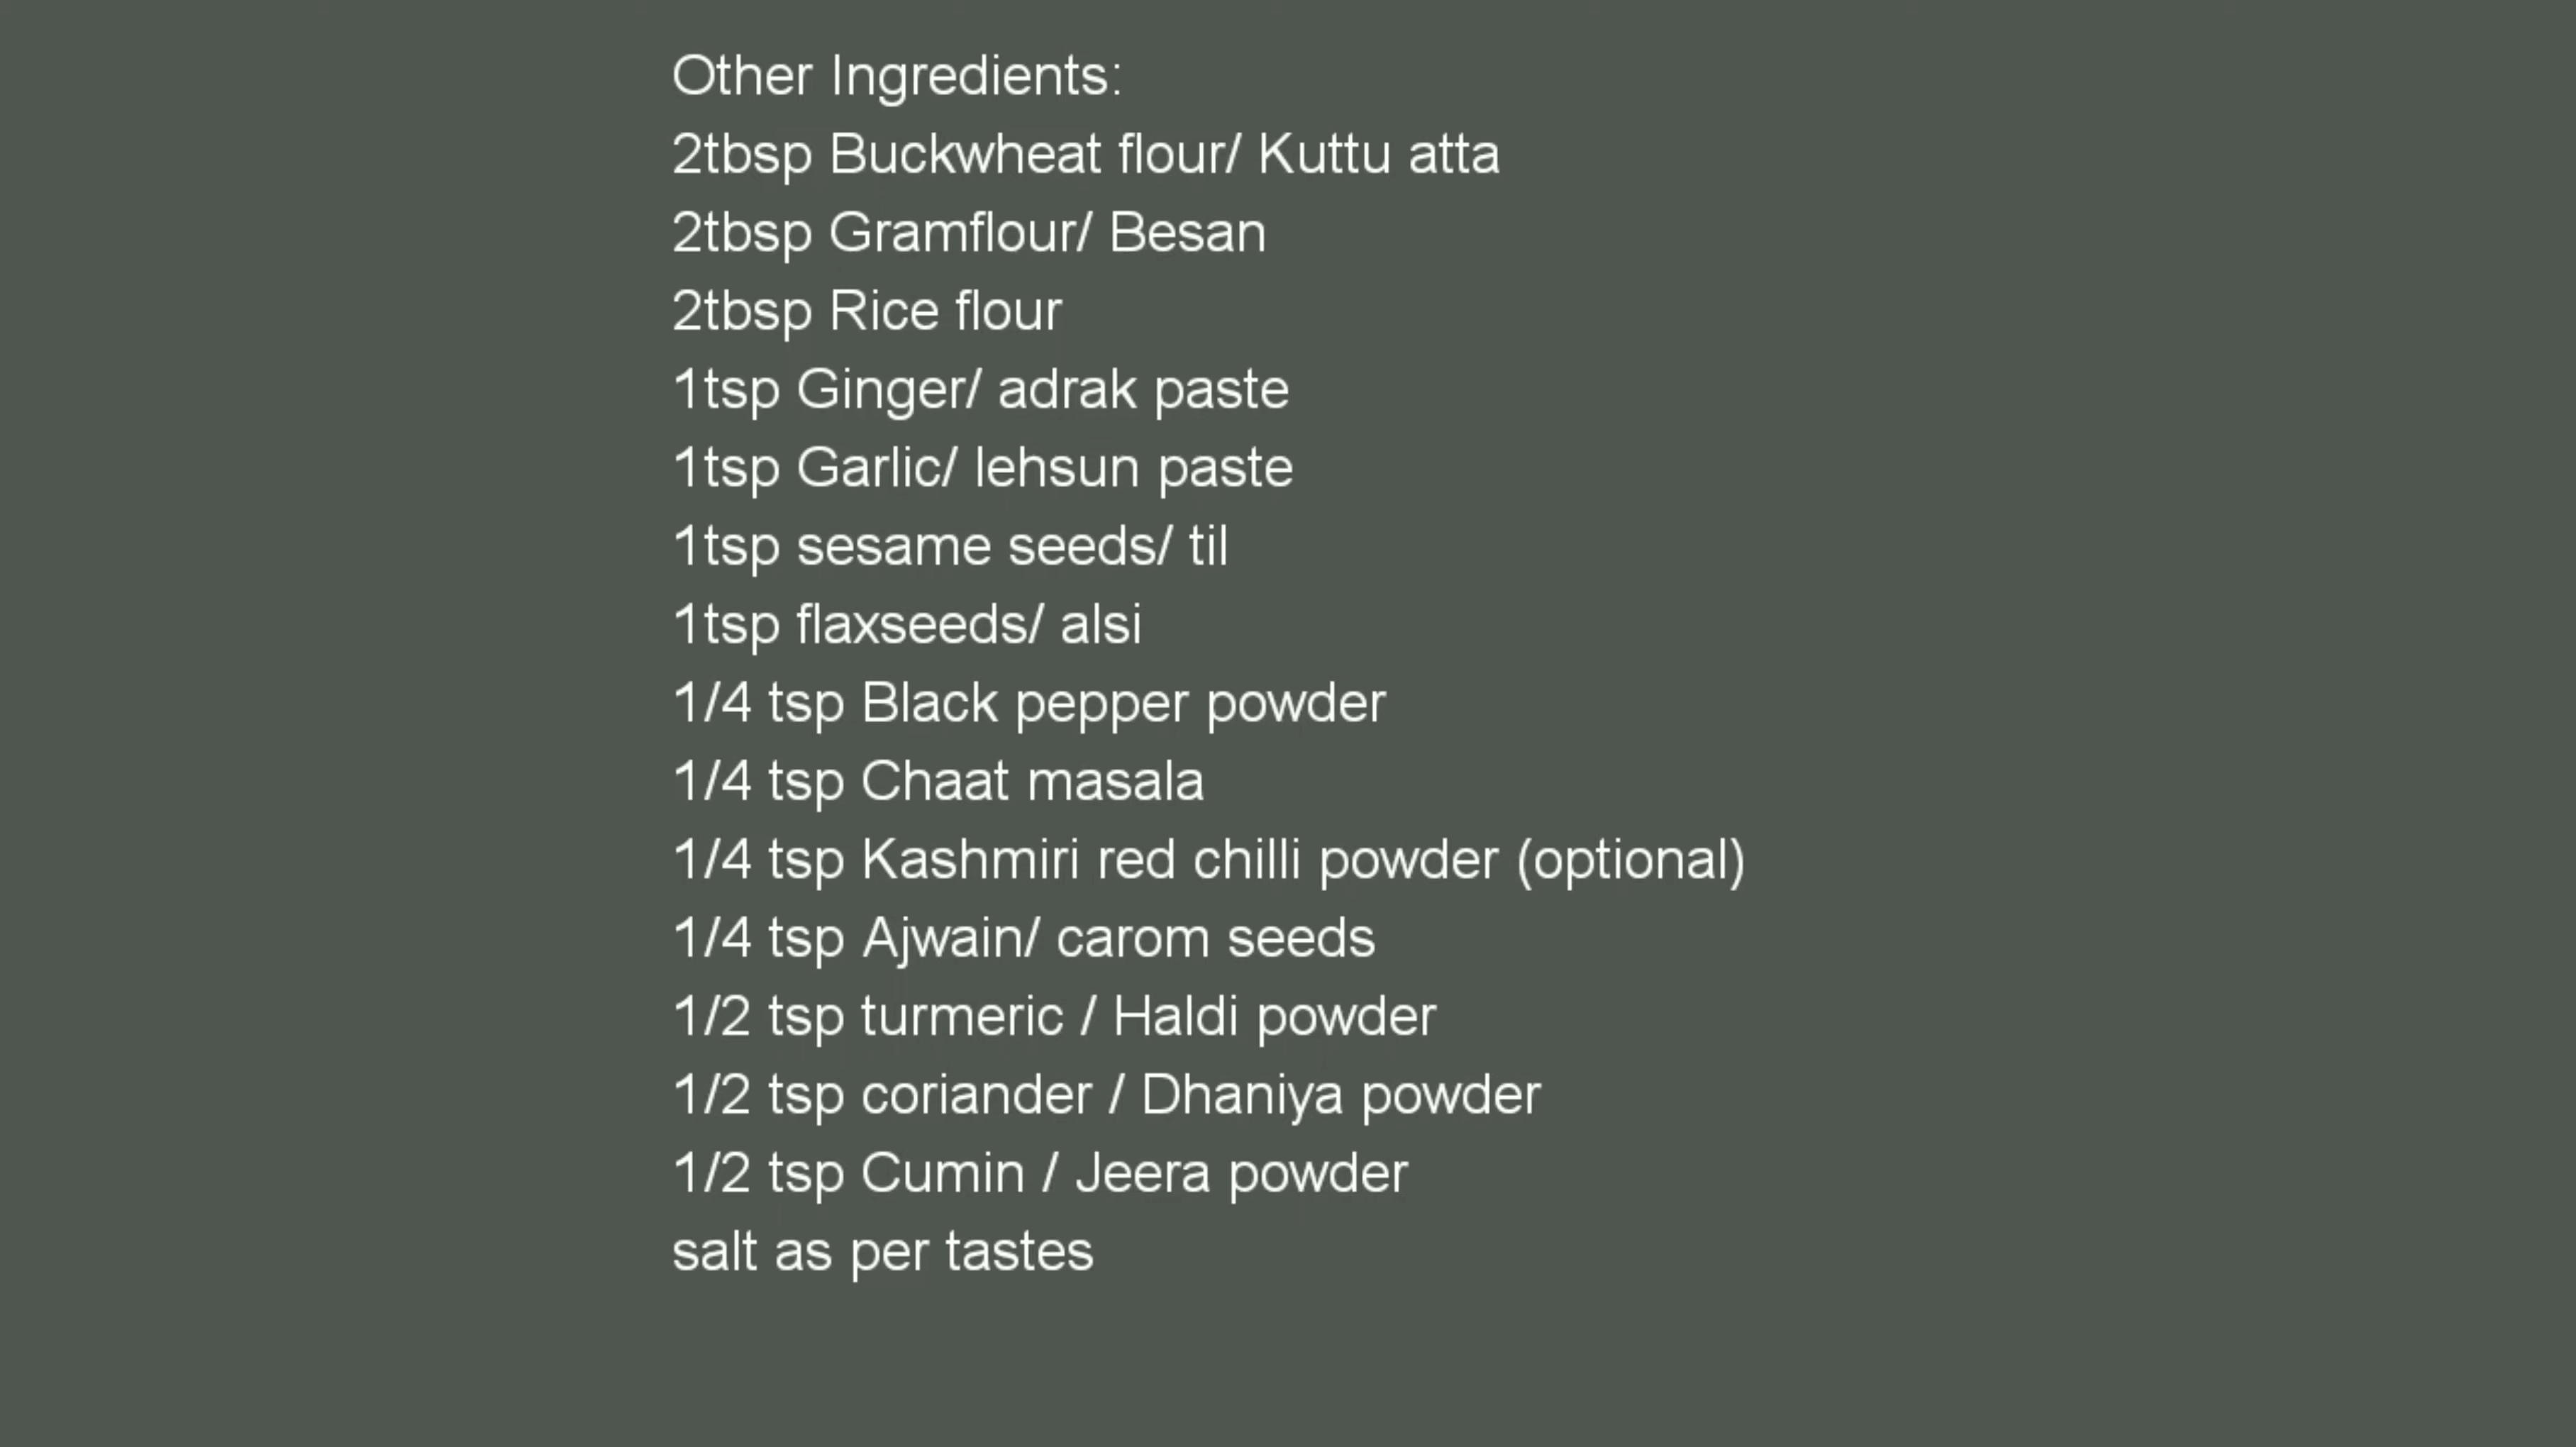 Other Ingredients:
2tbsp Buckwheat flour/ Kuttu atta
2tbsp Gramflour/ Besan
2tbsp Rice flour
1tsp Ginger/ adrak paste
1tsp Garlic/ lehsun paste
1tsp sesame seeds/ til
1tsp flaxseeds/ alsi
1/4 tsp Black pepper powder
1/4 tsp Chaat masala
1/4 tsp Kashmiri red chilli powder (optional)
1/4 tsp Ajwain/ carom seeds
1/2 tsp turmeric / Haldi powder
1/2 tsp coriander / Dhaniya powder
1/2 tsp Cumin / Jeera powder
salt as per tastes